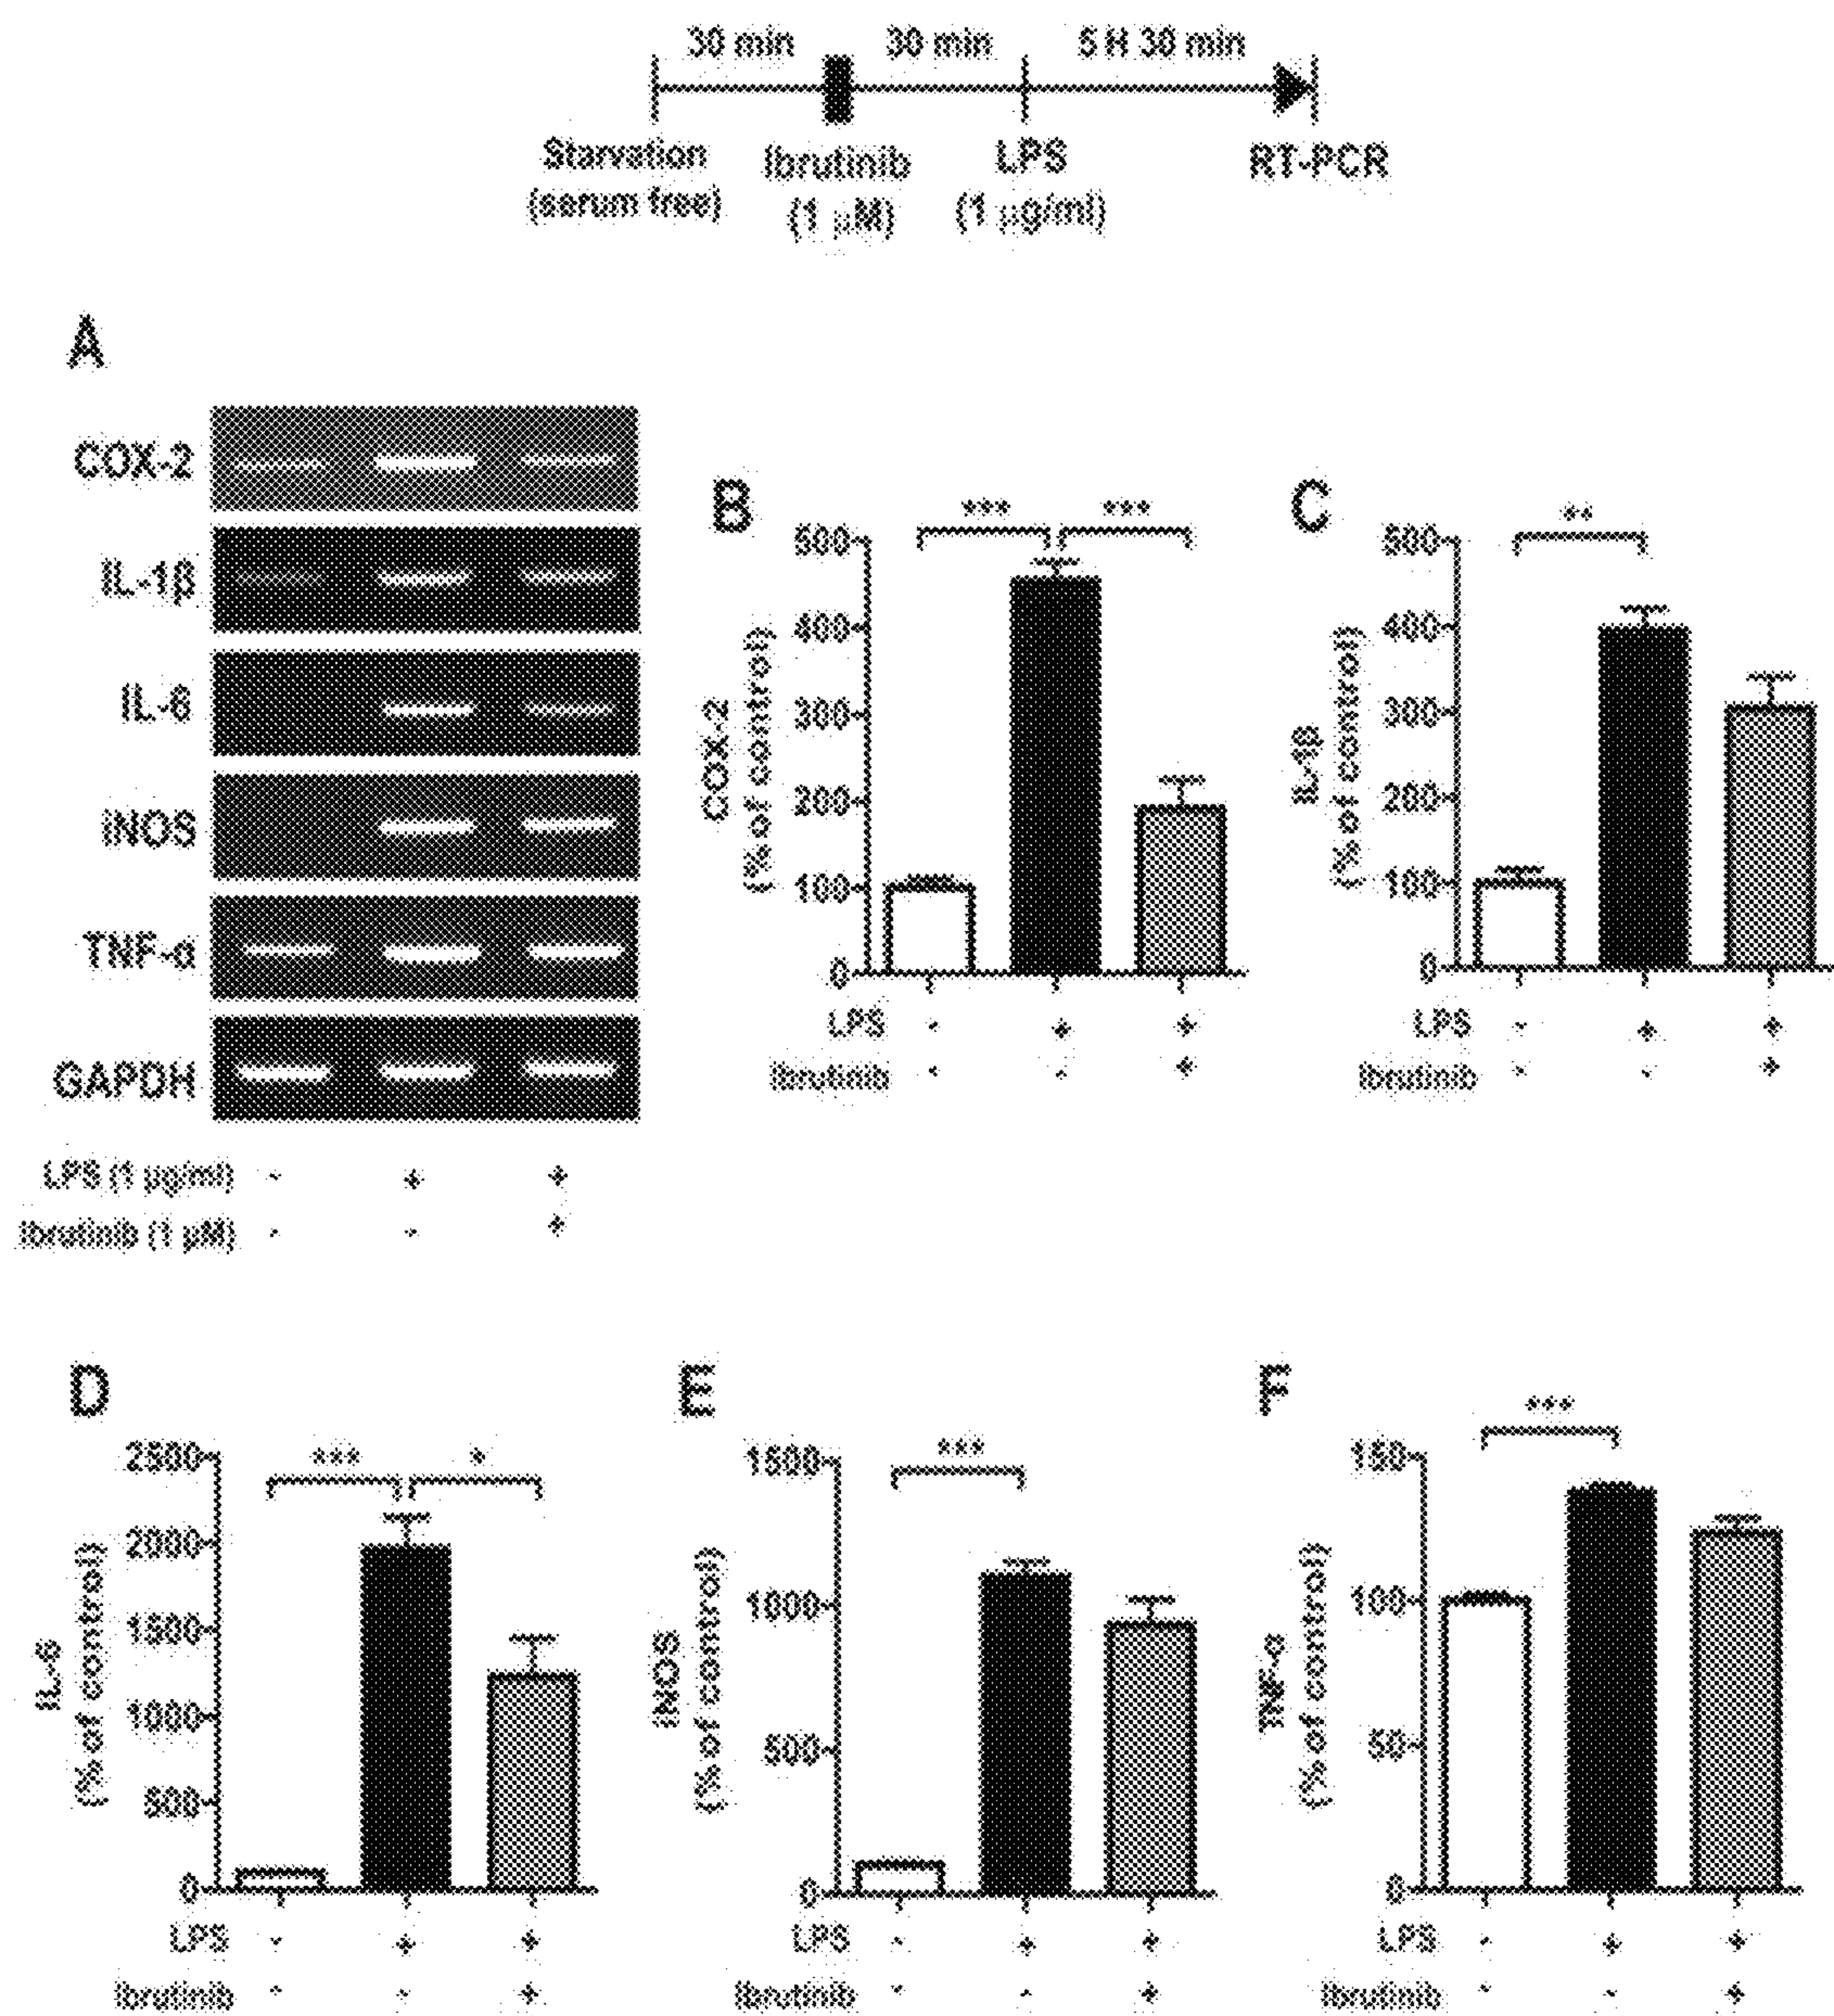 30 min 30 min 5 H 30 min
Starvation Ibrutinib LPS RT-PCR
(serum free) (1 μM) (1 μg/ml)
A
COX-2
IL-1β
IL-6
iNOS
TNF-α
GAPDH
LPS (1 μg/ml) - + +
Ibrutinib (1 μM) - - +
B
*** ***
COX-2
(% of control)
500
400
300
200
100
0
LPS - + +
Ibrutinib - - +
C
**
IL-1β
(% of control)
500
400
300
200
100
0
LPS - + +
Ibrutinib - - +
D
*** *
IL-6
(% of control)
2500
2000
1500
1000
500
0
LPS - + +
Ibrutinib - - +
E
***
iNOS
(% of control)
1500
1000
500
0
LPS - + +
Ibrutinib - - +
F
***
TNF-α
(% of control)
150
100
50
0
LPS - + +
Ibrutinib - - +